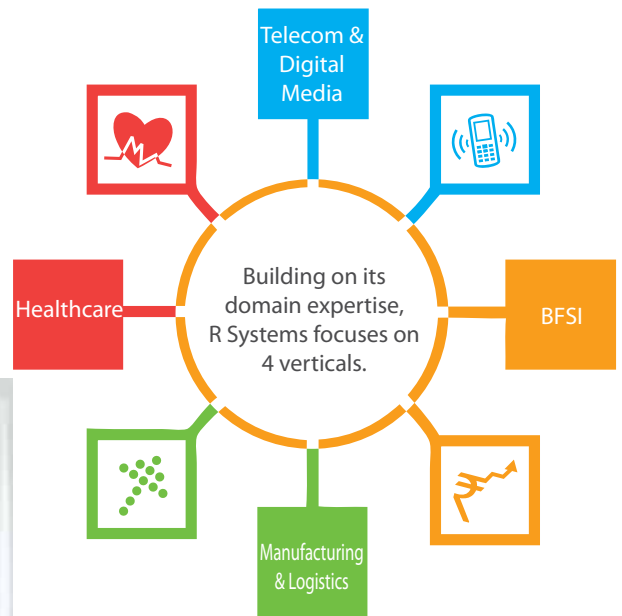 Telecom &
Digital
Media
Building on its
domain expertise,
R Systems focuses on
4 verticals.
Healthcare
BFSI
Manufacturing
& Logistics